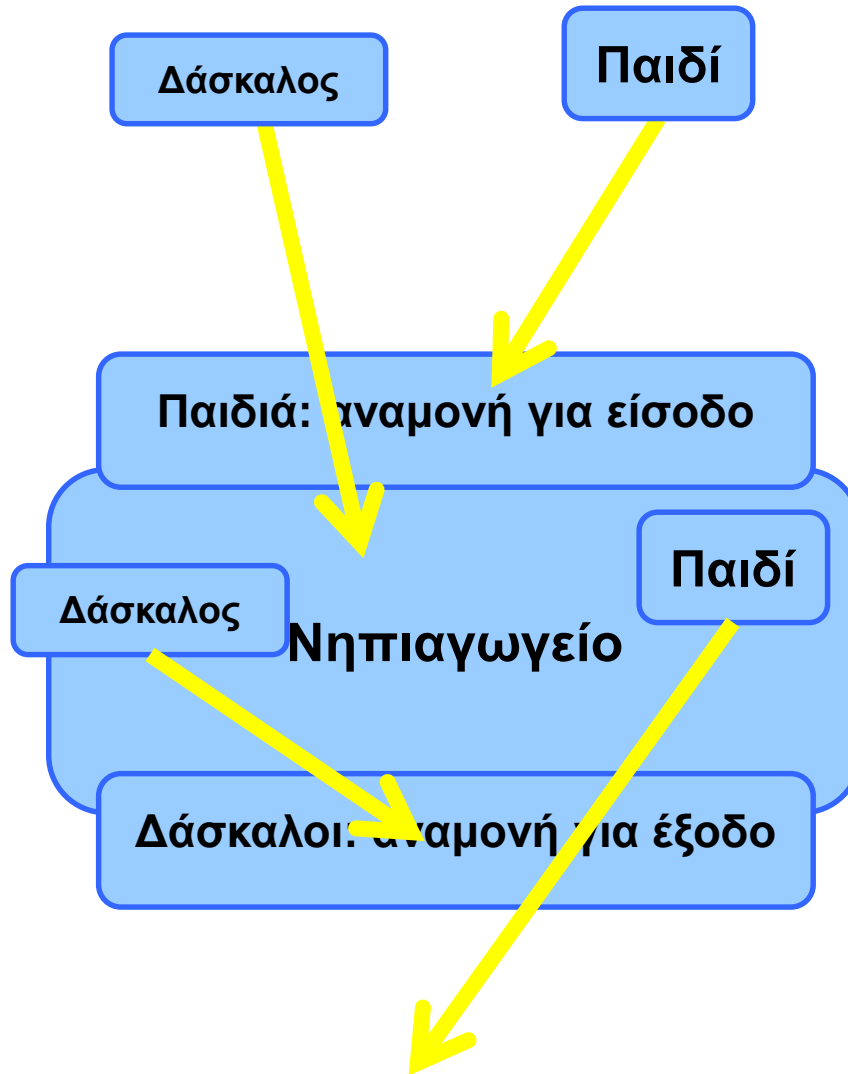 Δάσκαλος
Παιδί
Παιδιά: αναμονή για είσοδο
Παιδί
Δάσκαλος
Νηπιαγωγείο
Δάσκαλοι: αναμονή για έξοδο